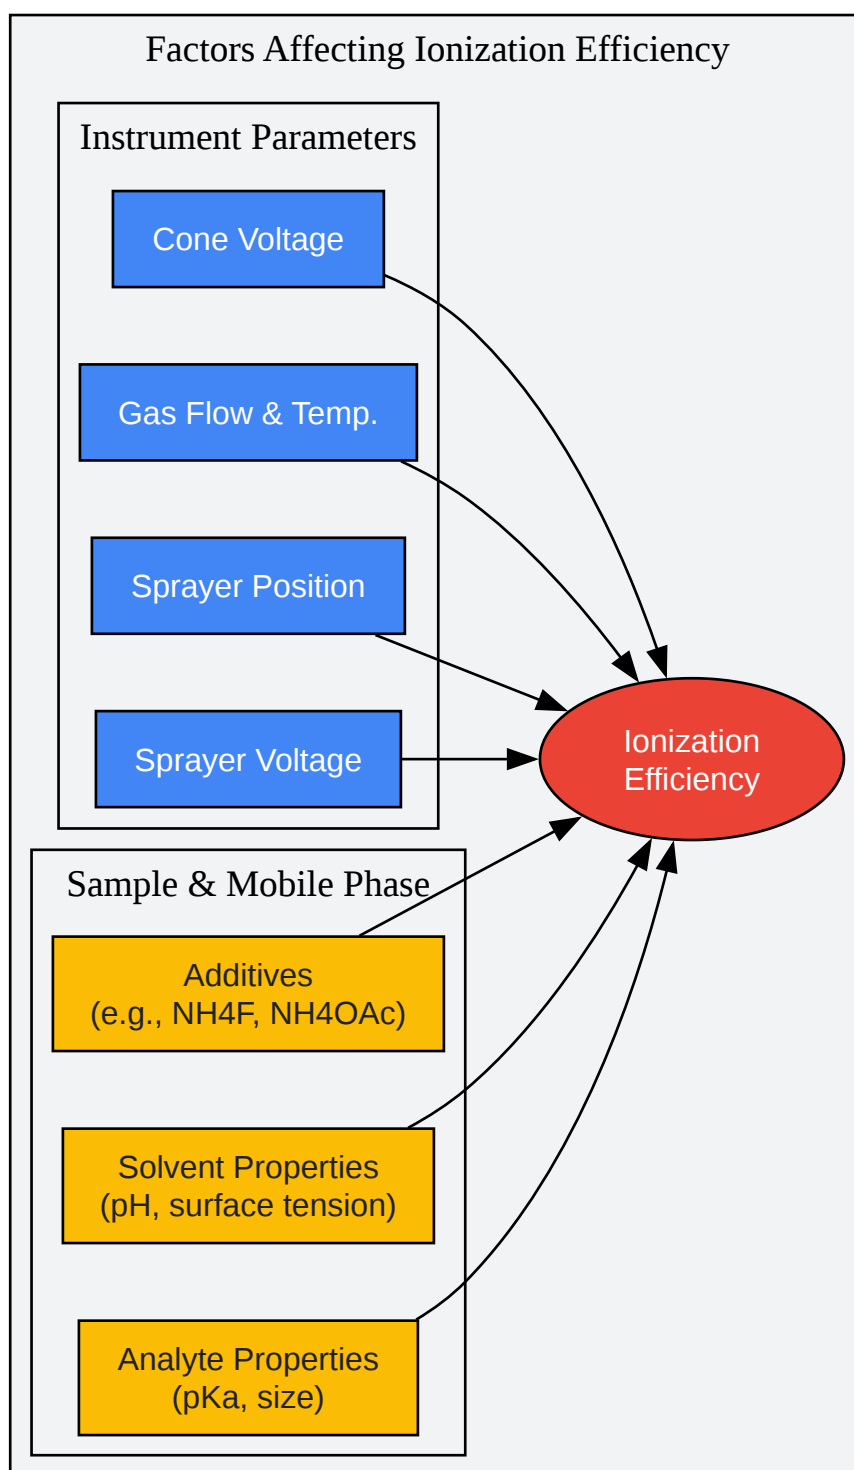 Factors Affecting Ionization Efficiency
Instrument Parameters
Cone Voltage
Gas Flow & Temp.
Sprayer Position
Sprayer Voltage
Ionization
Efficiency
Sample & Mobile Phase
Additives
(e.g., NH4F, NH4OAc)
Solvent Properties
(pH, surface tension)
Analyte Properties
(pKa, size)